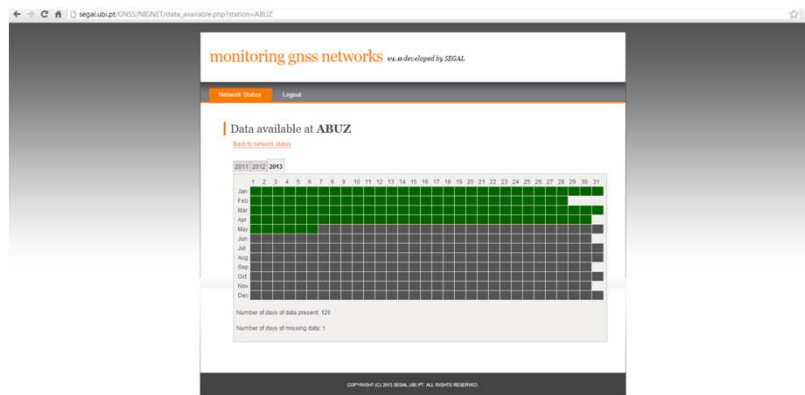 segal.ubi.pt/GNSS/NIGNET/data_available.php?station=ABUZ
monitoring gnss networks v1.0 developed by SEGAL
Network Status Logout
Data available at ABUZ
Back to network status
2011 2012 2013
1 2 3 4 5 6 7 8 9 10 11 12 13 14 15 16 17 18 19 20 21 22 23 24 25 26 27 28 29 30 31
Jan
Feb
Mar
Apr
May
Jun
Jul
Aug
Sep
Oct
Nov
Dec
Number of days of data present: 125
Number of days of missing data: 1
COPYRIGHT (C) 2013 SEGAL.UBI.PT. ALL RIGHTS RESERVED.